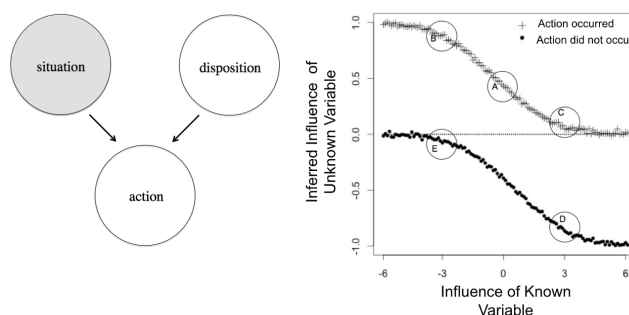 situation
disposition
action
Action occurred
Action did not occu
Inferred Influence of
Unknown Variable
1.0
0.5
0.0
-0.5
-1.0
B
A
C
E
D
-6
-3
0
3
6
Influence of Known
Variable